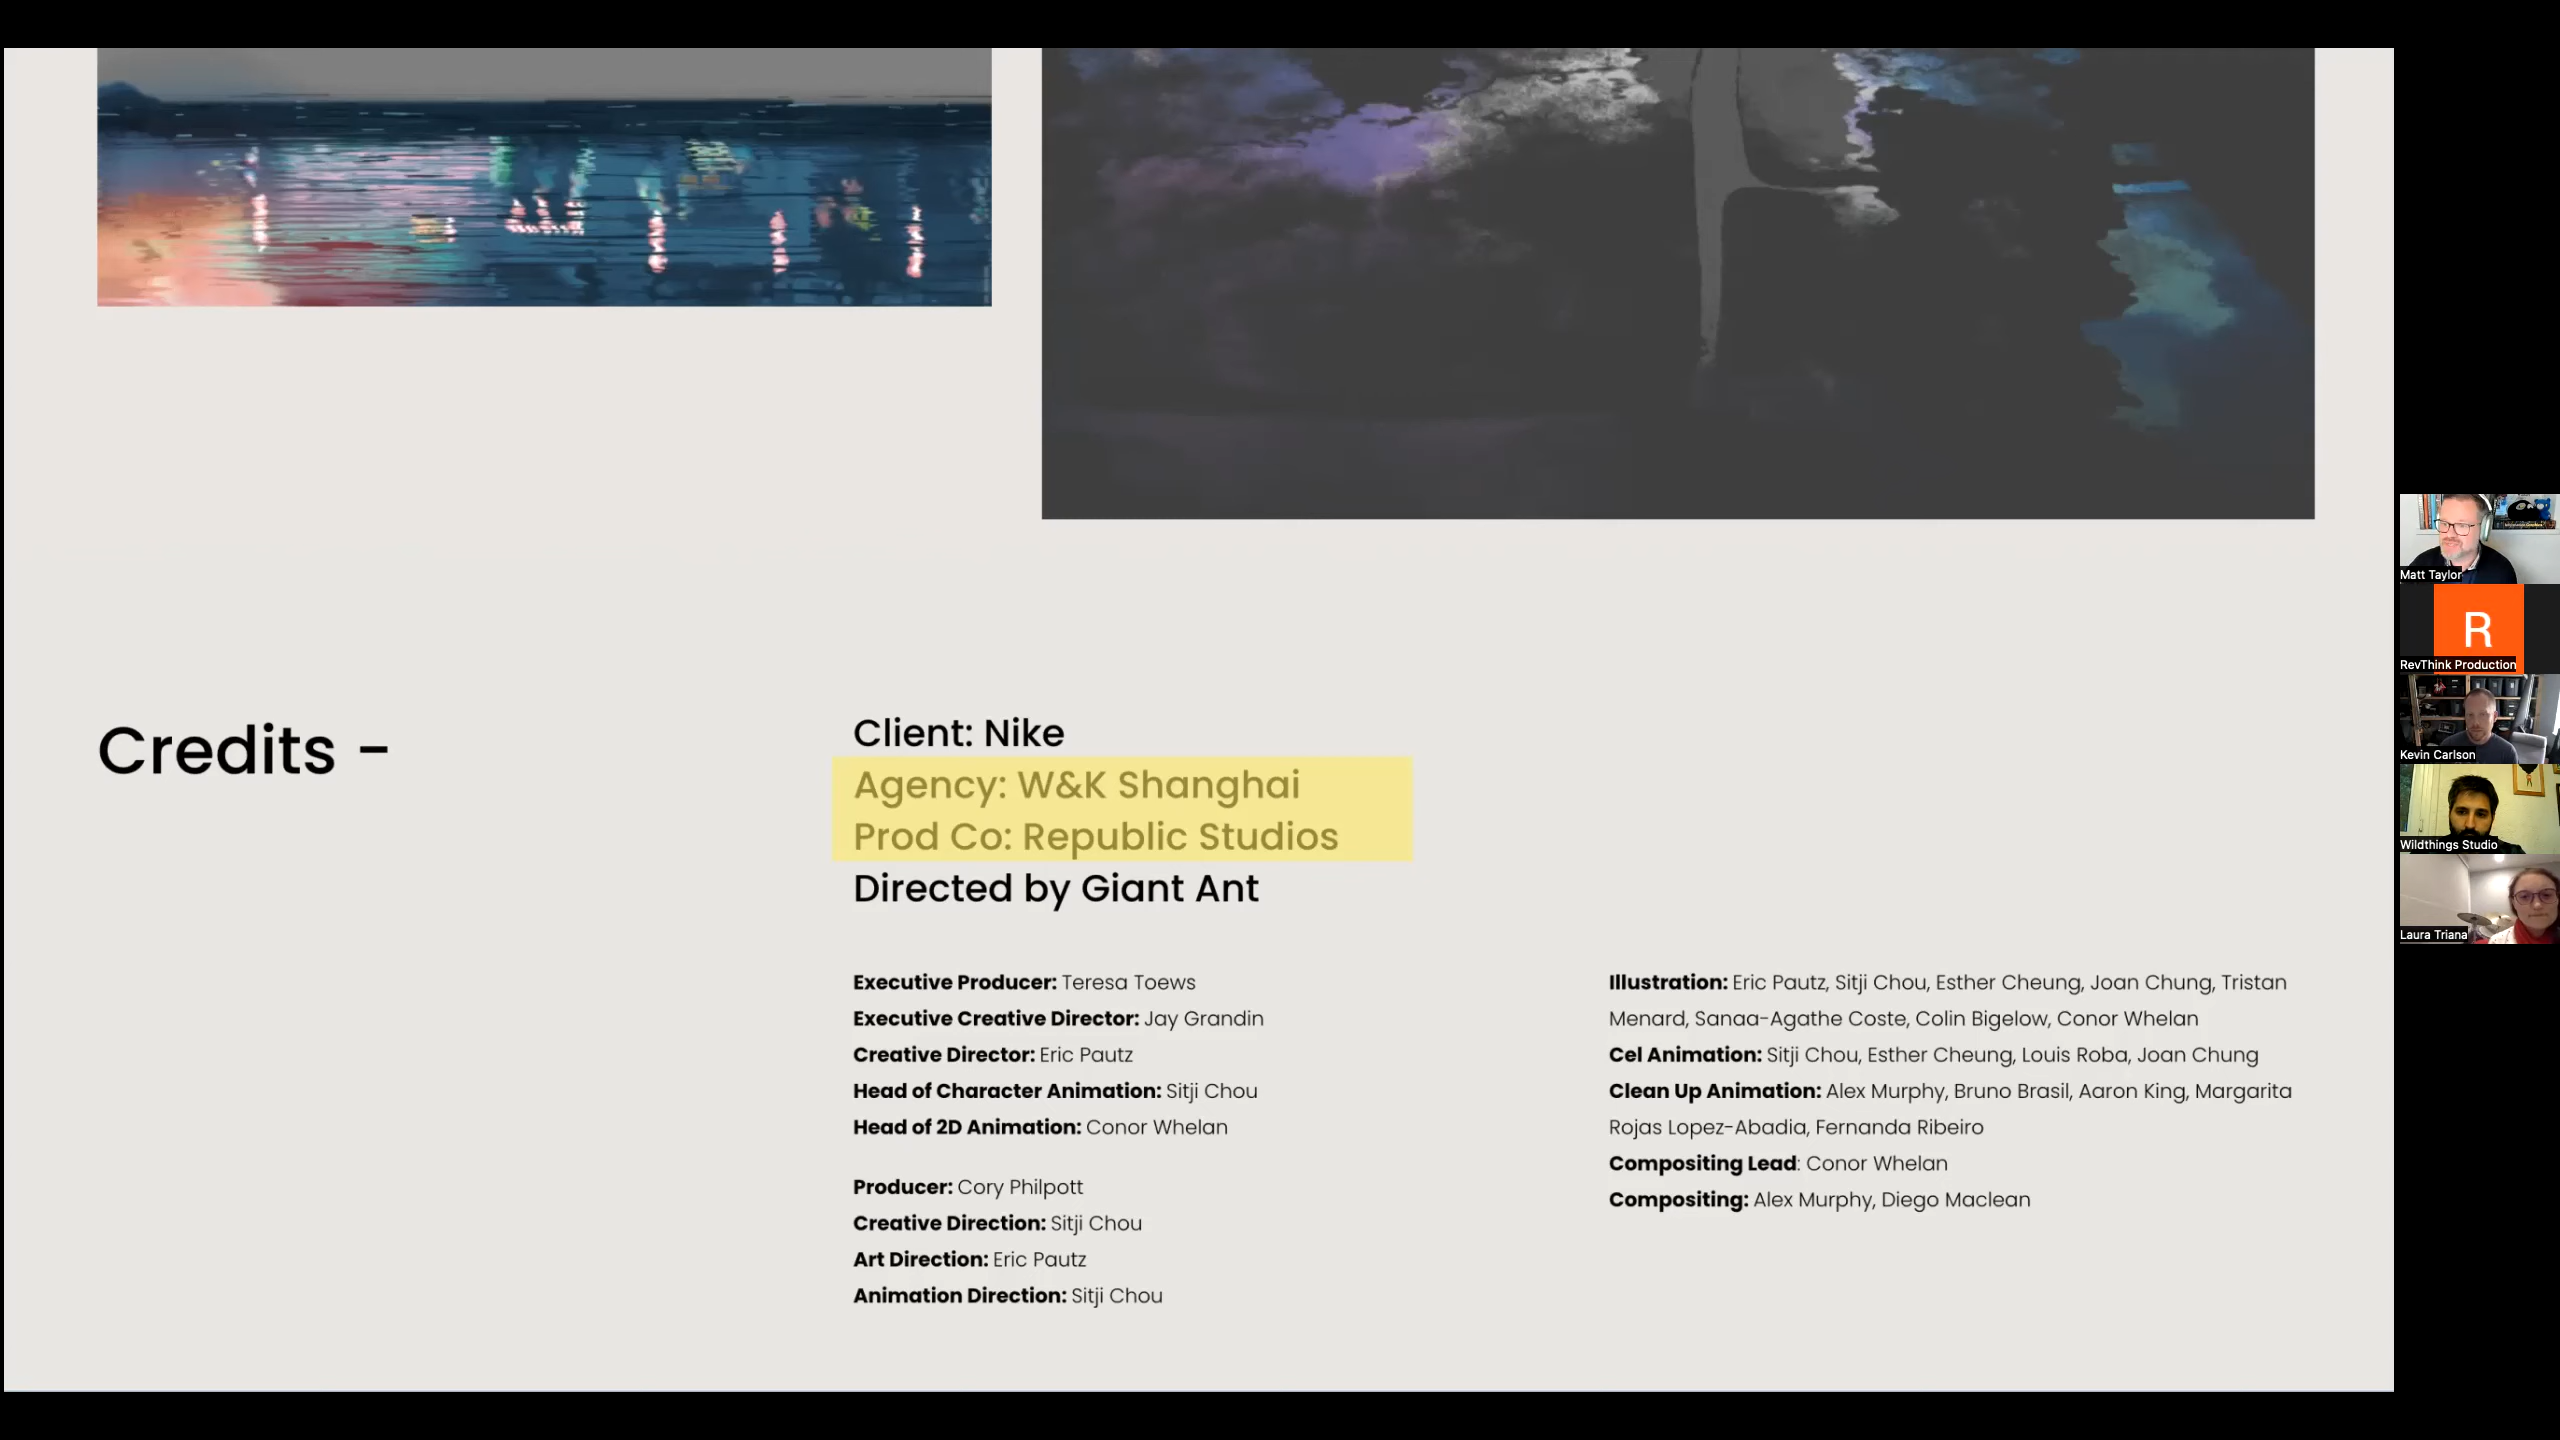 Credits -
Client: Nike
Agency: W&K Shanghai
Prod Co: Republic Studios
Directed by Giant Ant
Executive Producer: Teresa Toews
Executive Creative Director: Jay Grandin
Creative Director: Eric Pautz
Head of Character Animation: Sitji Chou
Head of 2D Animation: Conor Whelan
Producer: Cory Philpott
Creative Direction: Sitji Chou
Art Direction: Eric Pautz
Animation Direction: Sitji Chou
Illustration: Eric Pautz, Sitji Chou, Esther Cheung, Joan Chung, Tristan
Menard, Sanaa-Agathe Coste, Colin Bigelow, Conor Whelan
Cel Animation: Sitji Chou, Esther Cheung, Louis Roba, Joan Chung
Clean Up Animation: Alex Murphy, Bruno Brasil, Aaron King, Margarita
Rojas Lopez-Abadia, Fernanda Ribeiro
Compositing Lead: Conor Whelan
Compositing: Alex Murphy, Diego Maclean
Matt Taylor
R
RevThink Production
Kevin Carlson
Wildthings Studio
Laura Triana